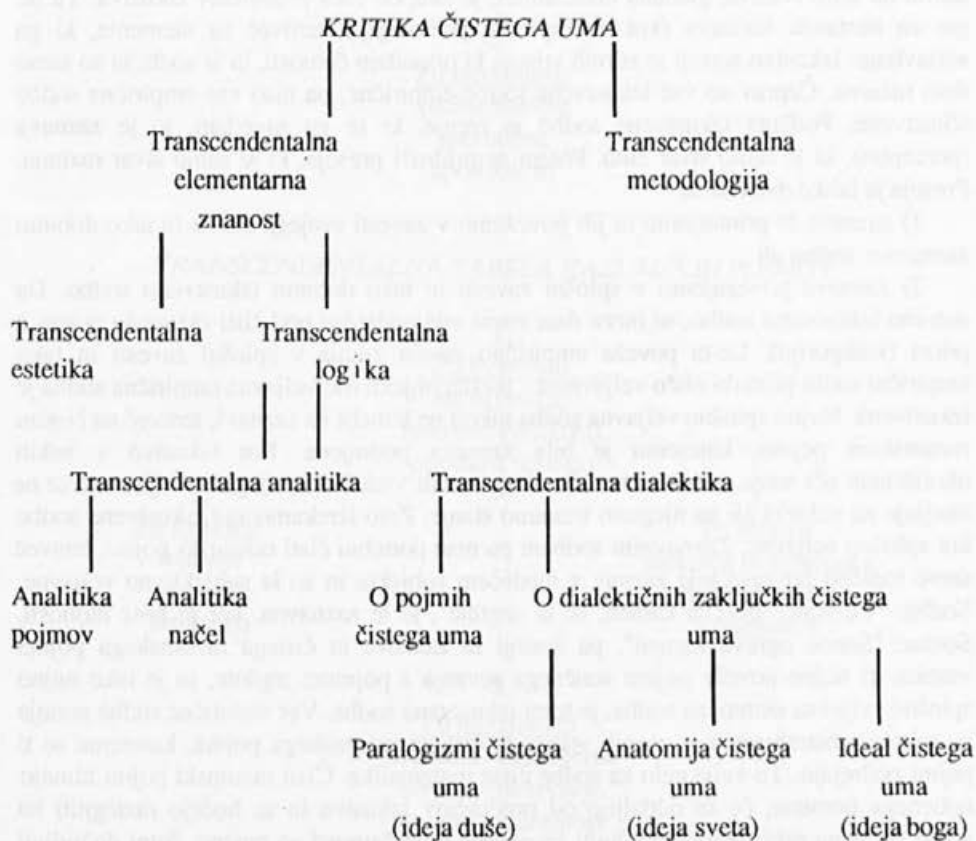 KRITIKA ČISTEGA UMA
Transcendentalna
elementarna
znanost
Transcendentalna
metodologija
Transcendentalna
estetika
Transcendentalna
logika
Transcendentalna analitika
Transcendentalna dialektika
Analitika
pojmov
Analitika
načel
O pojmih
čistega uma
O dialektičnih zaključkih čistega
uma
Paralogizmi čistega
uma
(ideja duše)
Anatomija čistega
uma
(ideja sveta)
Ideal čistega
uma
(ideja boga)